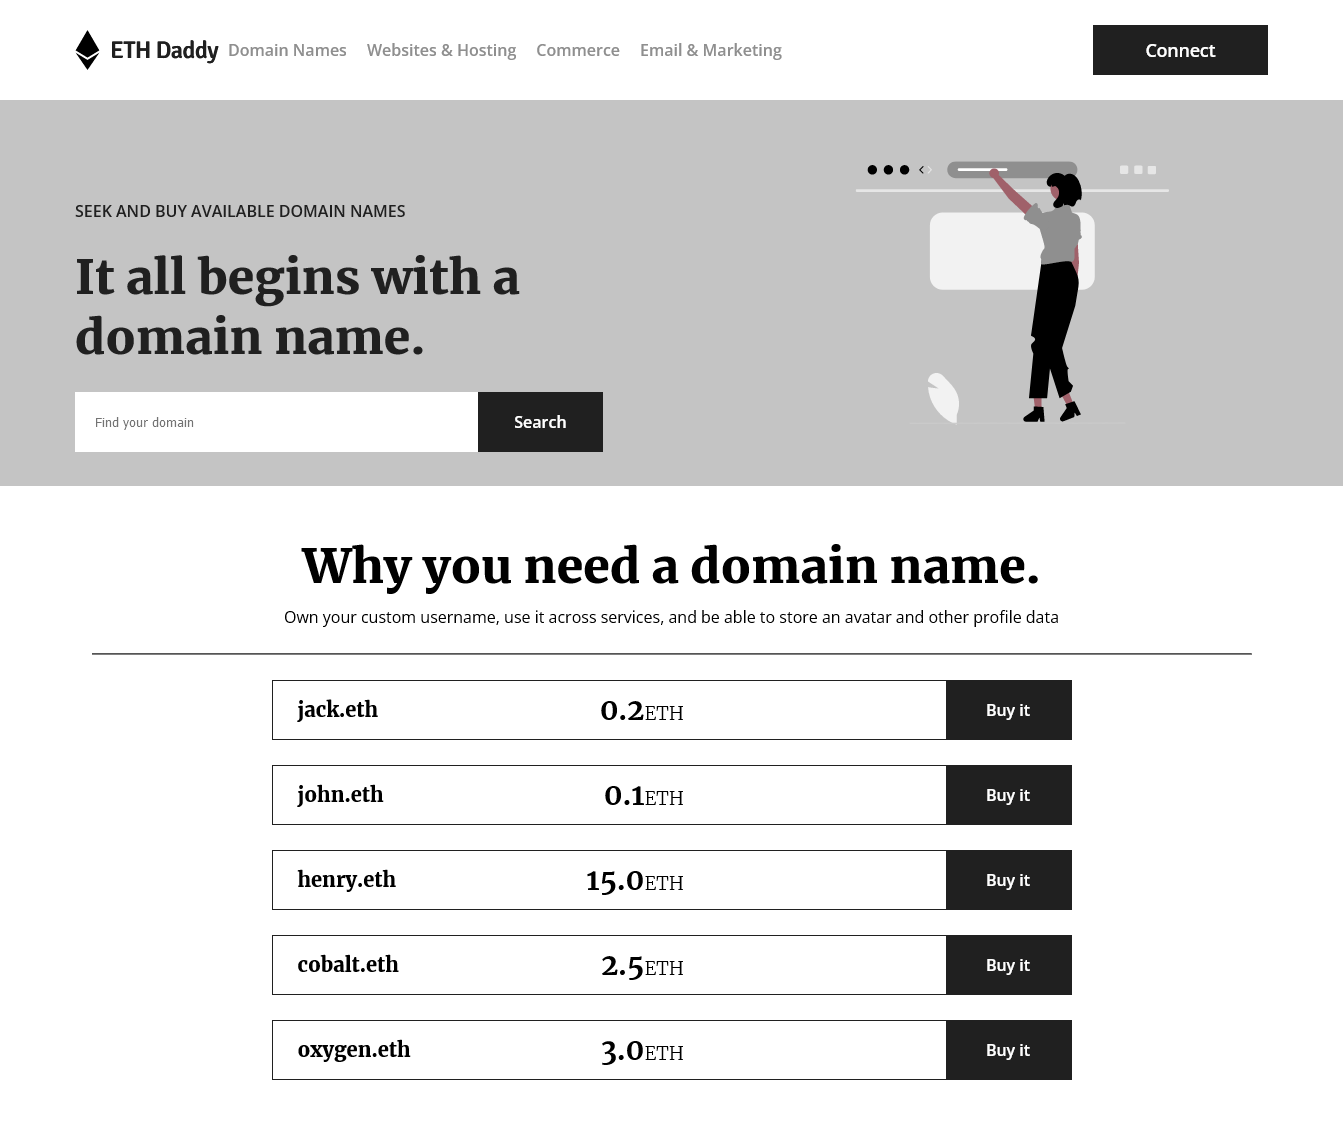 ETH Daddy Domain Names Websites & Hosting Commerce Email & Marketing Connect
SEEK AND BUY AVAILABLE DOMAIN NAMES
It all begins with a
domain name.
Find your domain Search
Why you need a domain name.
Own your custom username, use it across services, and be able to store an avatar and other profile data
jack.eth 0.2ETH Buy it
john.eth 0.1ETH Buy it
henry.eth 15.0ETH Buy it
cobalt.eth 2.5ETH Buy it
oxygen.eth 3.0ETH Buy it